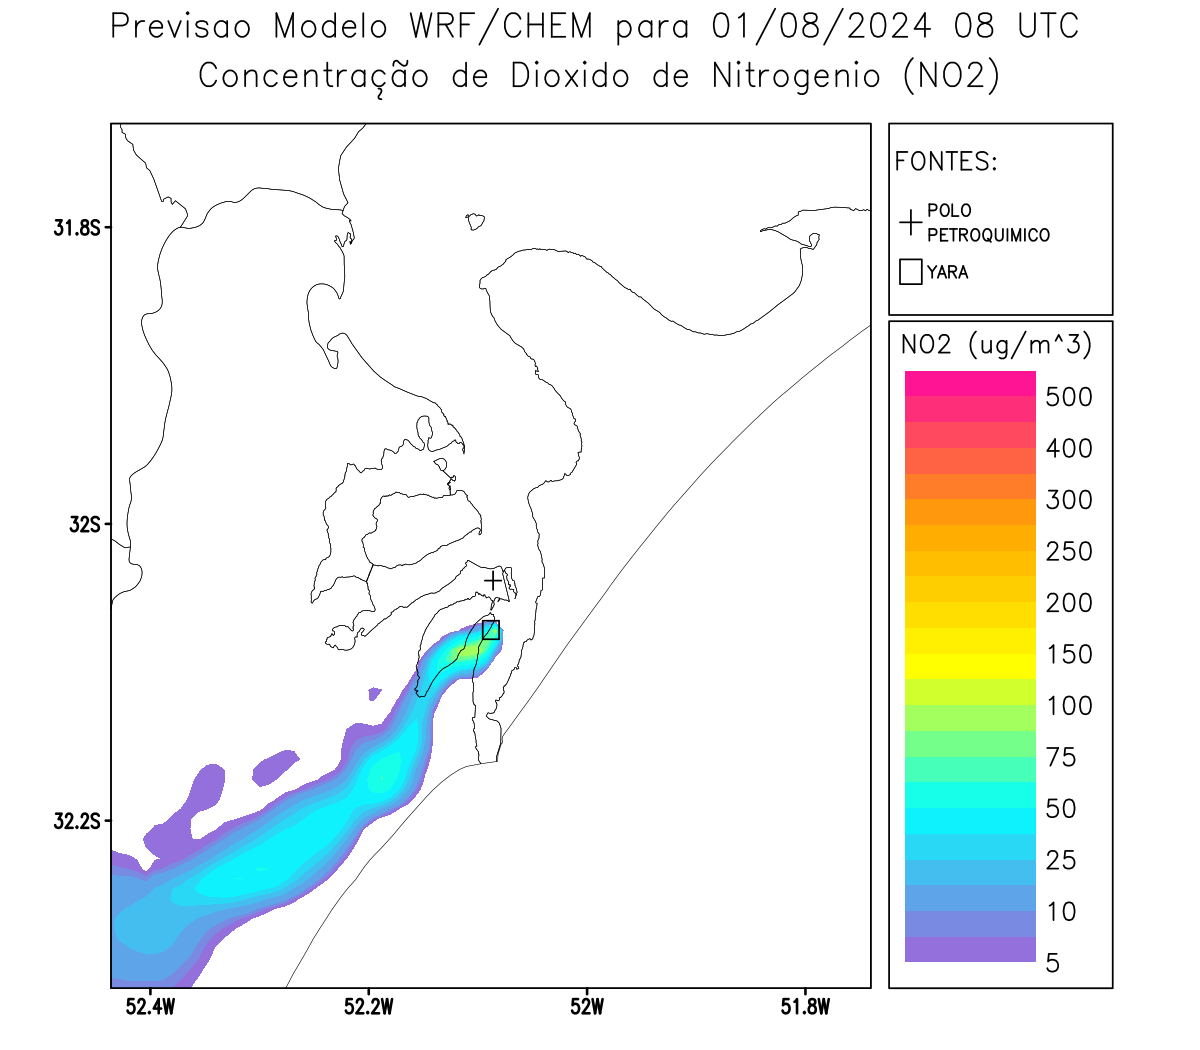 Previsao Modelo WRF/CHEM para 01/08/2024 08 UTC
Concentração de Dioxido de Nitrogenio (NO2)
FONTES:
POLO
PETROQUIMICO
YARA
NO2 (ug/m^3)
500
400
300
250
200
150
100
75
50
25
10
5
31.8S
32S
32.2S
52.4W
52.2W
52W
51.8W